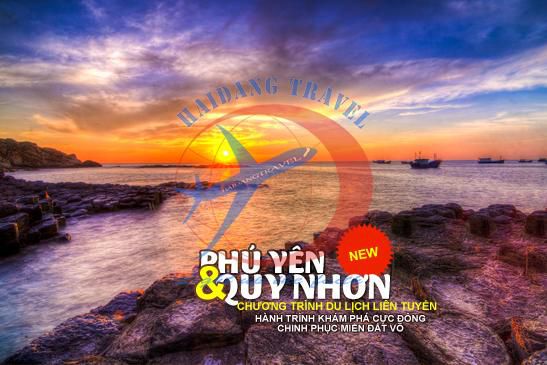 HAIDANG TRAVEL
HAIDANGTRAVEL
NEW
PHÚ YÊN
& QUY NHƠN
CHƯƠNG TRÌNH DU LỊCH LIÊN TUYẾN
HÀNH TRÌNH KHÁM PHÁ CỰC ĐÔNG
CHINH PHỤC MIỀN ĐẤT VÕ